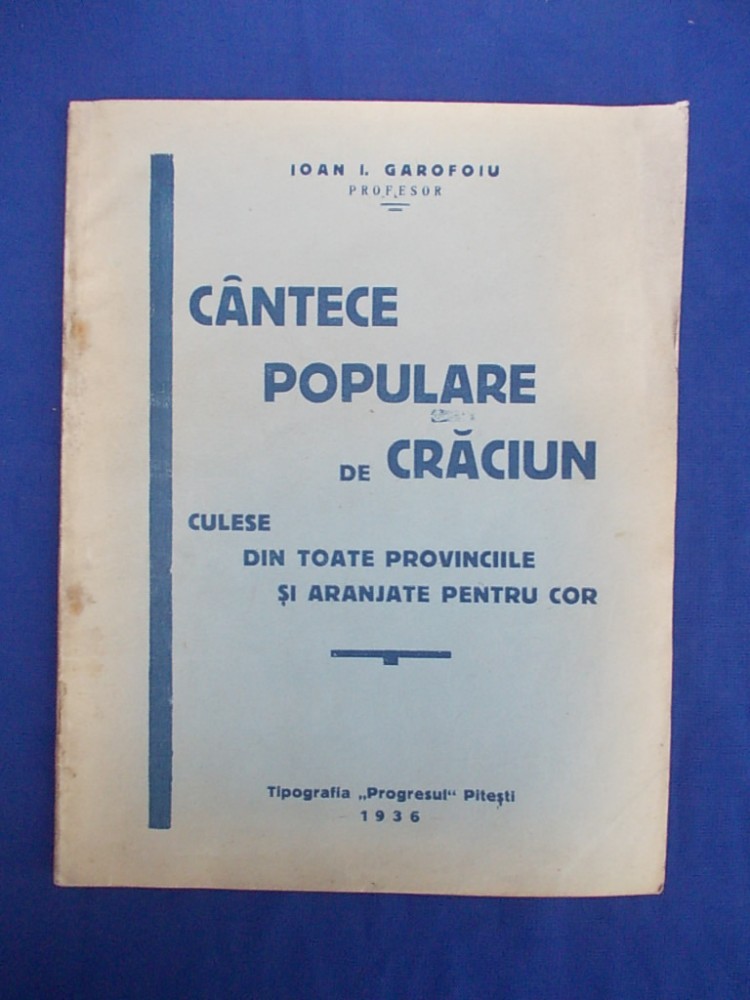 IOAN I. GAROFOIU
PROFESOR
CÂNTECE
POPULARE
DE CRĂCIUN
CULESE
DIN TOATE PROVINCIILE
ȘI ARANJATE PENTRU COR
Tipografia „Progresul“ Pitești
1936